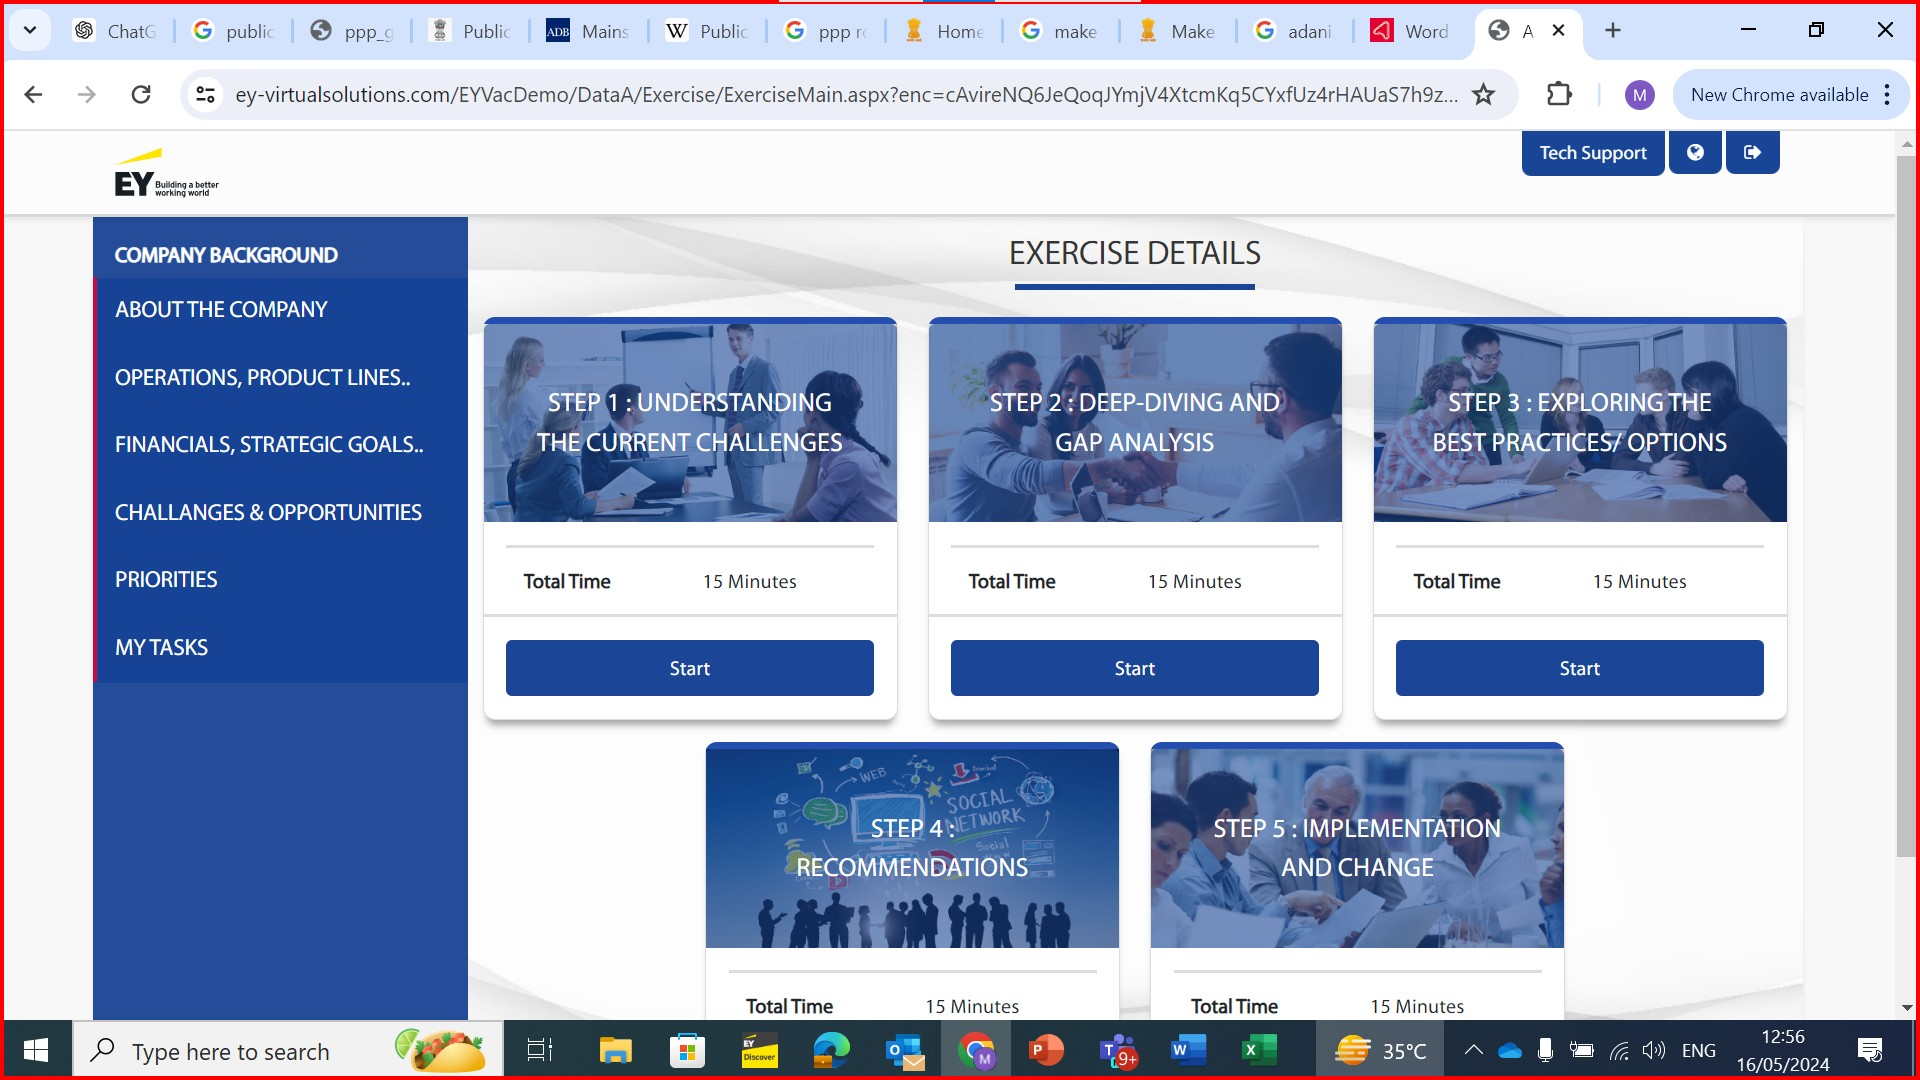 ChatG
public
ppp_g
Public
ADB
Mains
W
Public
ppp ro
Home
make
Make
adani
Word
A
ey-virtualsolutions.com/EYVacDemo/DataA/Exercise/ExerciseMain.aspx?enc=cAvireNQ6JeQoqJYmjV4XtcmKq5CYxfUz4rHAUaS7h9z...
M
New Chrome available
EY Building a better
working world
Tech Support
COMPANY BACKGROUND
ABOUT THE COMPANY
OPERATIONS, PRODUCT LINES..
FINANCIALS, STRATEGIC GOALS..
CHALLANGES & OPPORTUNITIES
PRIORITIES
MY TASKS
EXERCISE DETAILS
STEP 1 : UNDERSTANDING
THE CURRENT CHALLENGES
Total Time 15 Minutes
Start
STEP 2 : DEEP-DIVING AND
GAP ANALYSIS
Total Time 15 Minutes
Start
STEP 3 : EXPLORING THE
BEST PRACTICES/ OPTIONS
Total Time 15 Minutes
Start
WEB
SOCIAL
NETWORK
Social
STEP 4 :
RECOMMENDATIONS
Total Time 15 Minutes
STEP 5 : IMPLEMENTATION
AND CHANGE
Total Time 15 Minutes
Type here to search
EY
Discover
M
9+
35°C
ENG
12:56
16/05/2024